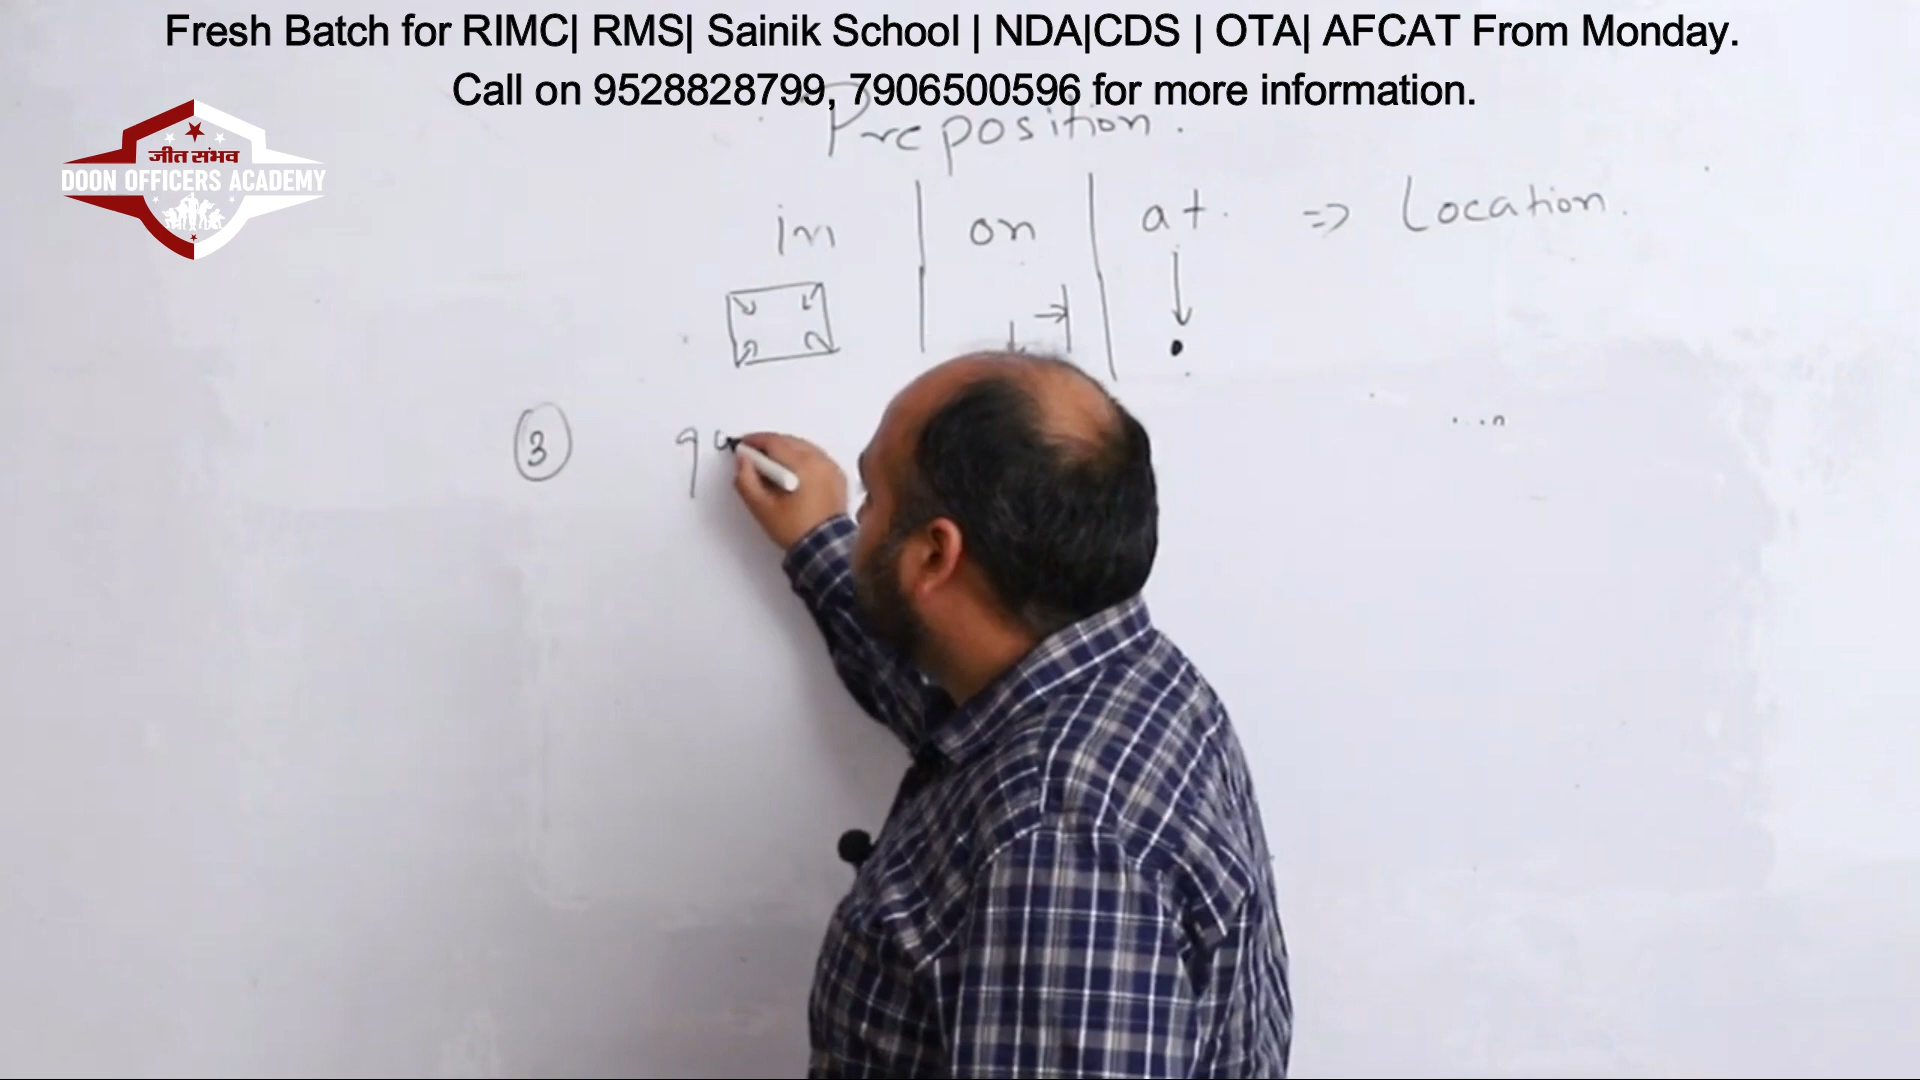 Fresh Batch for RIMC| RMS| Sainik School | NDA|CDS | OTA| AFCAT From Monday.
Call on 9528828799, 7906500596 for more information.
जीत संभव
DOON OFFICERS ACADEMY
Preposition.
in | on | at. => Location.
3